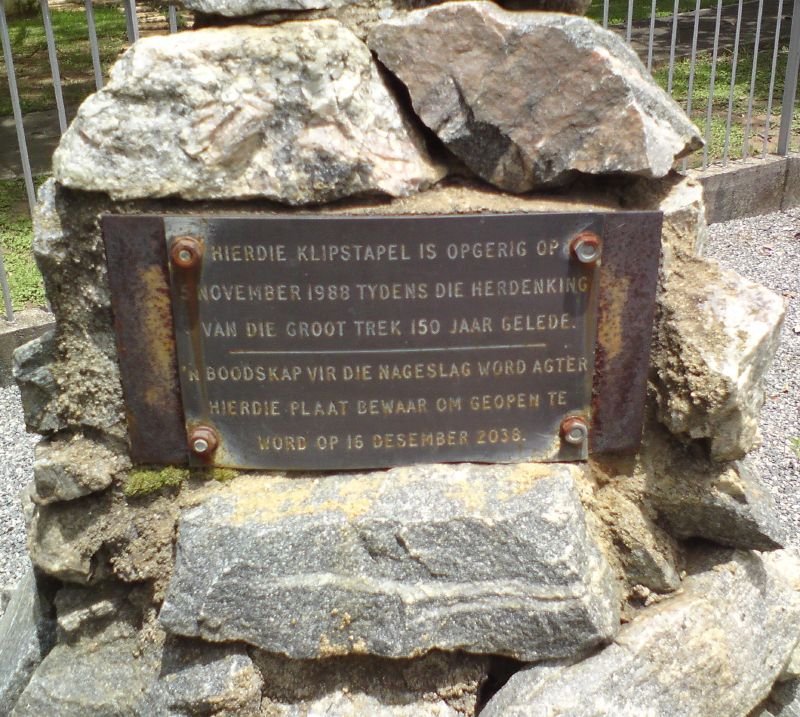 HIERDIE KLIPSTAPEL IS OPGERIG OP
5 NOVEMBER 1988 TYDENS DIE HERDENKING
VAN DIE GROOT TREK 150 JAAR GELEDE.
'N BOODSKAP VIR DIE NAGESLAG WORD AGTER
HIERDIE PLAAT BEWAAR OM GEOPEN TE
WORD OP 16 DESEMBER 2038.